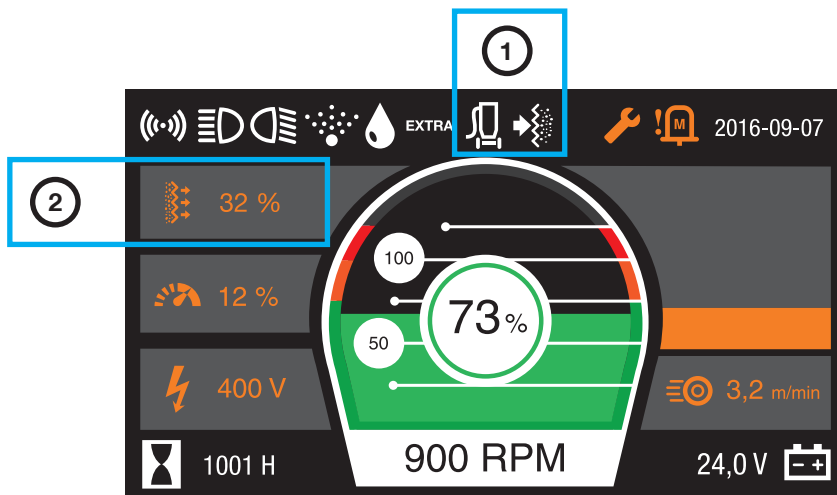 1
EXTRA
M
2016-09-07
2
32 %
100
12 %
73%
50
400 V
3,2 m/min
1001 H
900 RPM
24,0 V